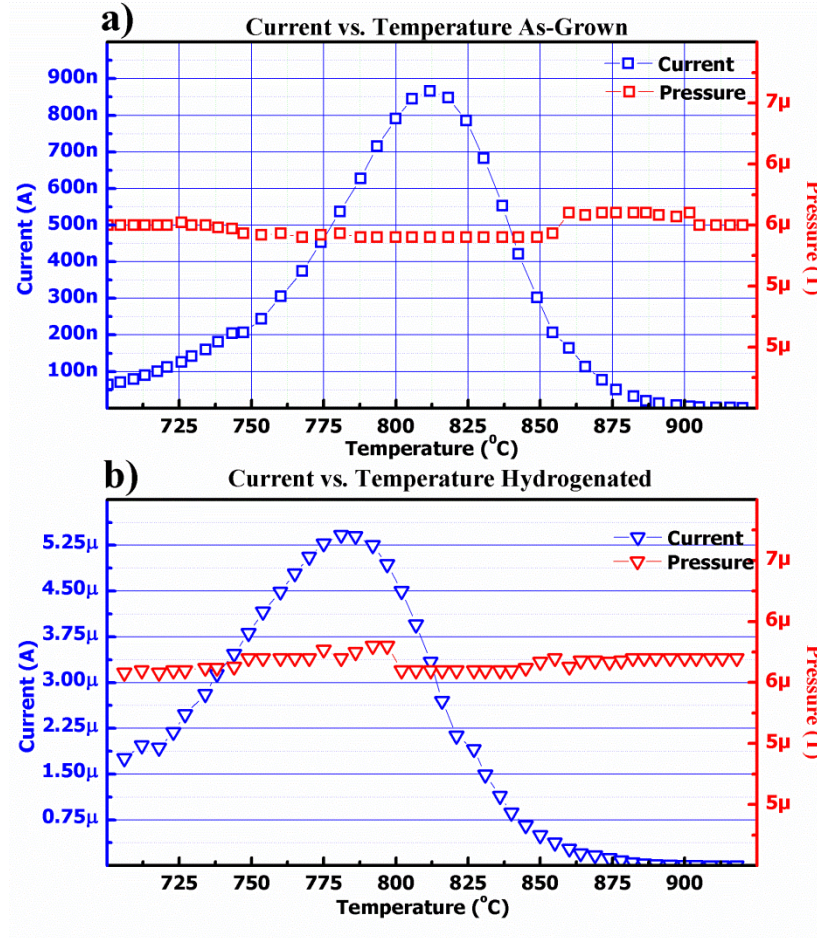 a)
Current vs. Temperature As-Grown
900n
800n
700n
600n
500n
400n
300n
200n
100n
Current (A)
Current
Pressure
7µ
6µ
6µ
5µ
5µ
Pressure (T)
725
750
775
800
825
850
875
900
Temperature (°C)
b)
Current vs. Temperature Hydrogenated
5.25µ
4.50µ
3.75µ
3.00µ
2.25µ
1.50µ
0.75µ
Current (A)
Current
Pressure
7µ
6µ
6µ
5µ
5µ
Pressure (T)
725
750
775
800
825
850
875
900
Temperature (°C)